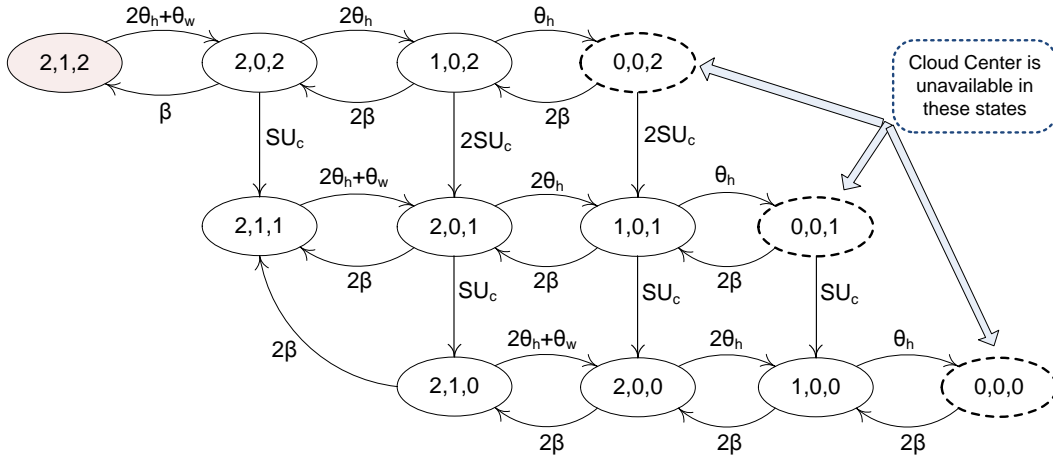 2θh+θw
2θh
θh
2,1,2
2,0,2
1,0,2
0,0,2
Cloud Center is
unavailable in
these states
β
2β
2β
SUc
2SUc
2SUc
2θh+θw
2θh
θh
2,1,1
2,0,1
1,0,1
0,0,1
2β
2β
2β
SUc
SUc
SUc
2β
2θh+θw
2θh
θh
2,1,0
2,0,0
1,0,0
0,0,0
2β
2β
2β